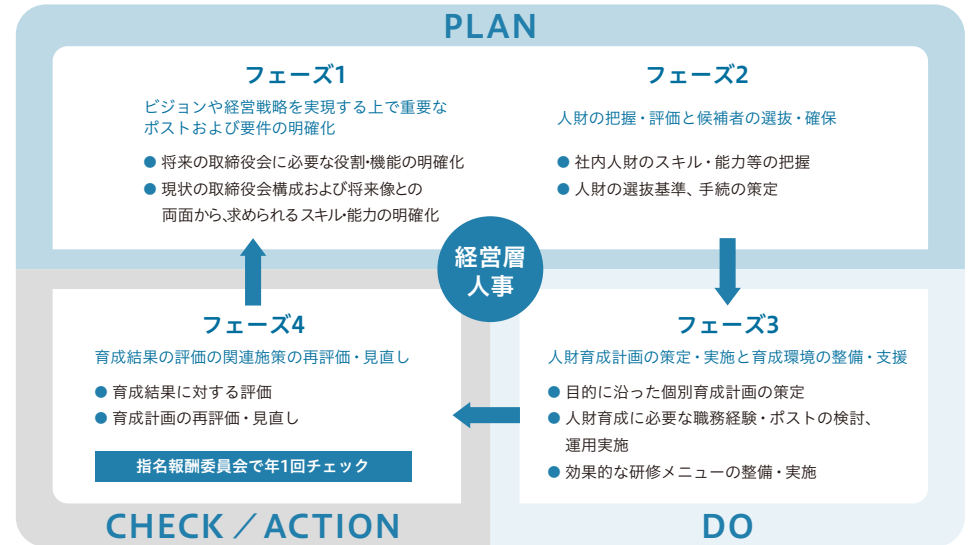 PLAN
フェーズ1
ビジョンや経営戦略を実現する上で重要な
ポストおよび要件の明確化
● 将来の取締役会に必要な役割・機能の明確化
● 現状の取締役会構成および将来像との
両面から、求められるスキル・能力の明確化
フェーズ2
人財の把握・評価と候補者の選抜・確保
● 社内人財のスキル・能力等の把握
● 人財の選抜基準、手続の策定
経営層
人事
フェーズ3
人財育成計画の策定・実施と育成環境の整備・支援
● 目的に沿った個別育成計画の策定
● 人財育成に必要な職務経験・ポストの検討、
運用実施
● 効果的な研修メニューの整備・実施
DO
フェーズ4
育成結果の評価の関連施策の再評価・見直し
● 育成結果に対する評価
● 育成計画の再評価・見直し
指名報酬委員会で年1回チェック
CHECK／ACTION